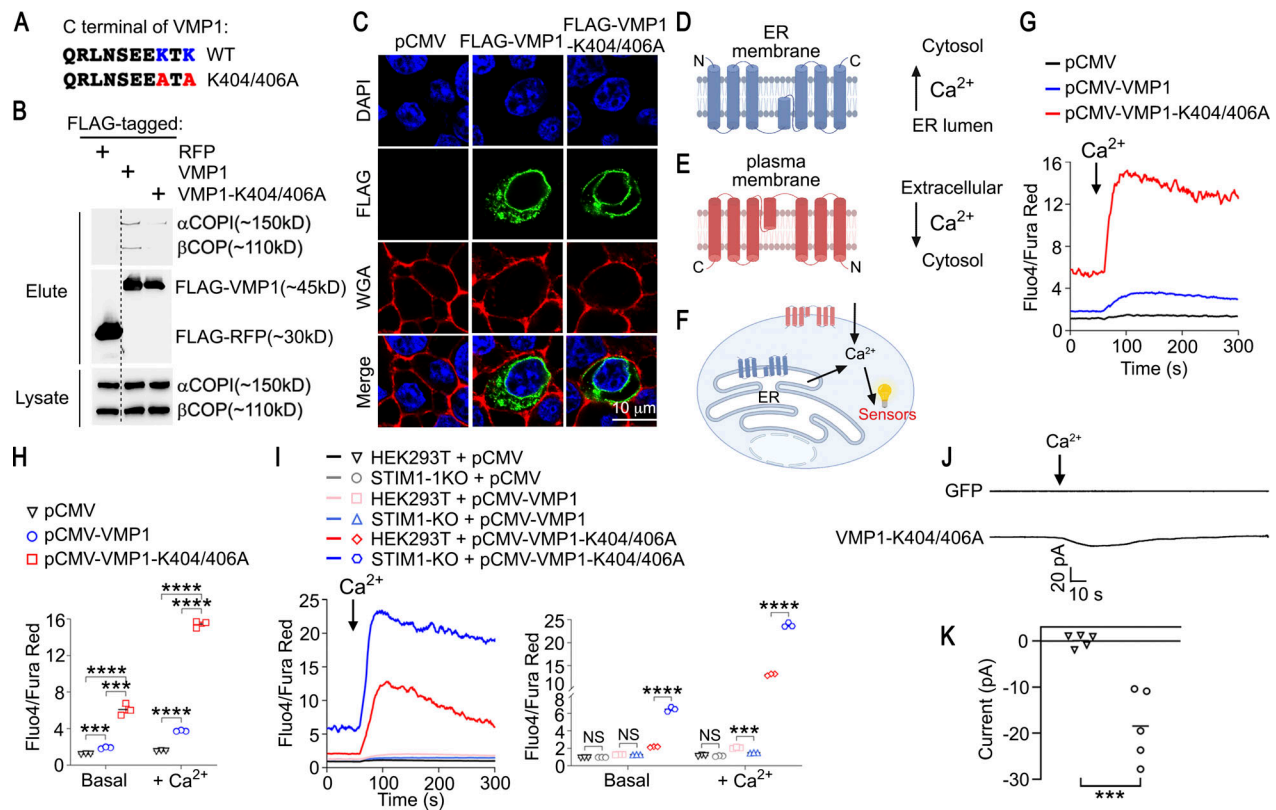 A
C terminal of VMP1:
QRLNSEEKTK WT
QRLNSEEATA K404/406A
B
FLAG-tagged:
+ RFP
+ VMP1
+ VMP1-K404/406A
Elute
αCOPI(~150kD)
βCOP(~110kD)
FLAG-VMP1(~45kD)
FLAG-RFP(~30kD)
Lysate
αCOPI(~150kD)
βCOP(~110kD)
C
pCMV
FLAG-VMP1
FLAG-VMP1
-K404/406A
DAPI
FLAG
WGA
Merge
10 μm
D
ER
membrane
N
C
Cytosol
Ca²⁺
ER lumen
E
plasma
membrane
C
N
Extracellular
Ca²⁺
Cytosol
F
Ca²⁺
ER
Sensors
G
pCMV
pCMV-VMP1
pCMV-VMP1-K404/406A
Ca²⁺
Fluo4/Fura Red
16
12
8
4
0
0 100 200 300
Time (s)
H
pCMV
pCMV-VMP1
pCMV-VMP1-K404/406A
Fluo4/Fura Red
16
12
8
4
0
****
***
***
****
****
****
Basal
+ Ca²⁺
I
HEK293T + pCMV
STIM1-1KO + pCMV
HEK293T + pCMV-VMP1
STIM1-KO + pCMV-VMP1
HEK293T + pCMV-VMP1-K404/406A
STIM1-KO + pCMV-VMP1-K404/406A
Ca²⁺
Fluo4/Fura Red
25
20
15
10
5
0
0 100 200 300
Time (s)
Fluo4/Fura Red
25
20
15
10
5
2
1
0
NS
NS
****
NS
***
****
Basal
+ Ca²⁺
J
Ca²⁺
GFP
VMP1-K404/406A
20 pA
10 s
K
Current (pA)
0
-10
-20
-30
***